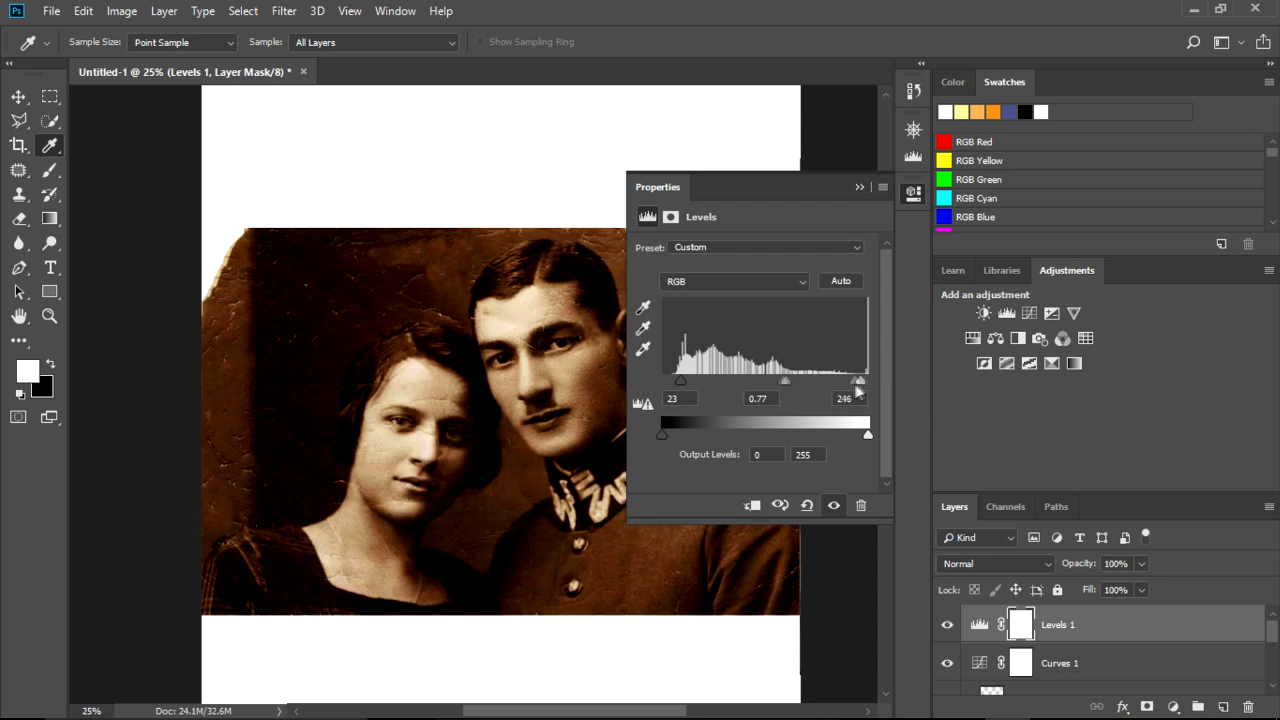 Ps File Edit Image Layer Type Select Filter 3D View Window Help
Sample Size: Point Sample Sample: All Layers Show Sampling Ring
Untitled-1 @ 25% (Levels 1, Layer Mask/8) * ×
Color Swatches
RGB Red
RGB Yellow
RGB Green
RGB Cyan
RGB Blue
Properties
Levels
Preset: Custom
RGB Auto
23 0.77 246
Output Levels: 0 255
Learn Libraries Adjustments
Add an adjustment
Layers Channels Paths
Kind
Normal Opacity: 100%
Lock: Fill: 100%
Levels 1
Curves 1
25% Doc: 24.1M/32.6M